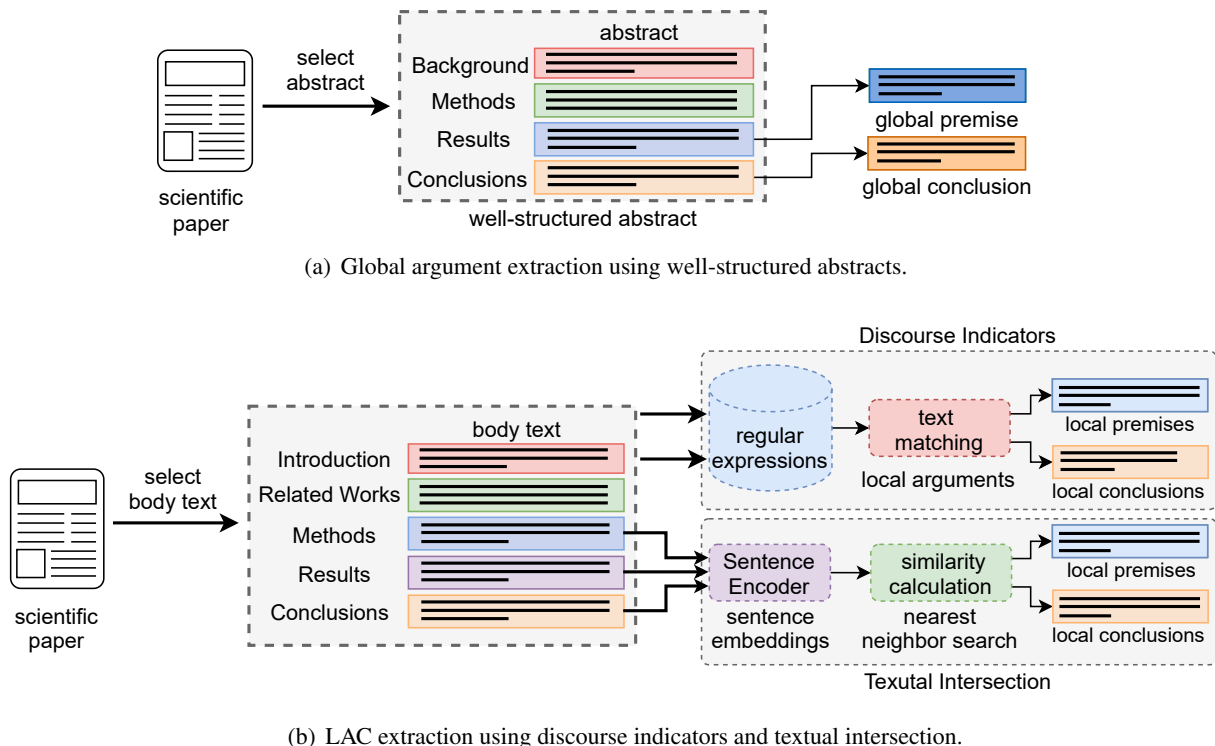 abstract
select
abstract
Background
Methods
Results
Conclusions
global premise
global conclusion
scientific
paper
well-structured abstract
(a) Global argument extraction using well-structured abstracts.
Discourse Indicators
body text
select
body text
Introduction
Related Works
Methods
Results
Conclusions
regular
expressions
text
matching
local arguments
local premises
local conclusions
Sentence
Encoder
sentence
embeddings
similarity
calculation
nearest
neighbor search
local premises
local conclusions
scientific
paper
Texutal Intersection
(b) LAC extraction using discourse indicators and textual intersection.